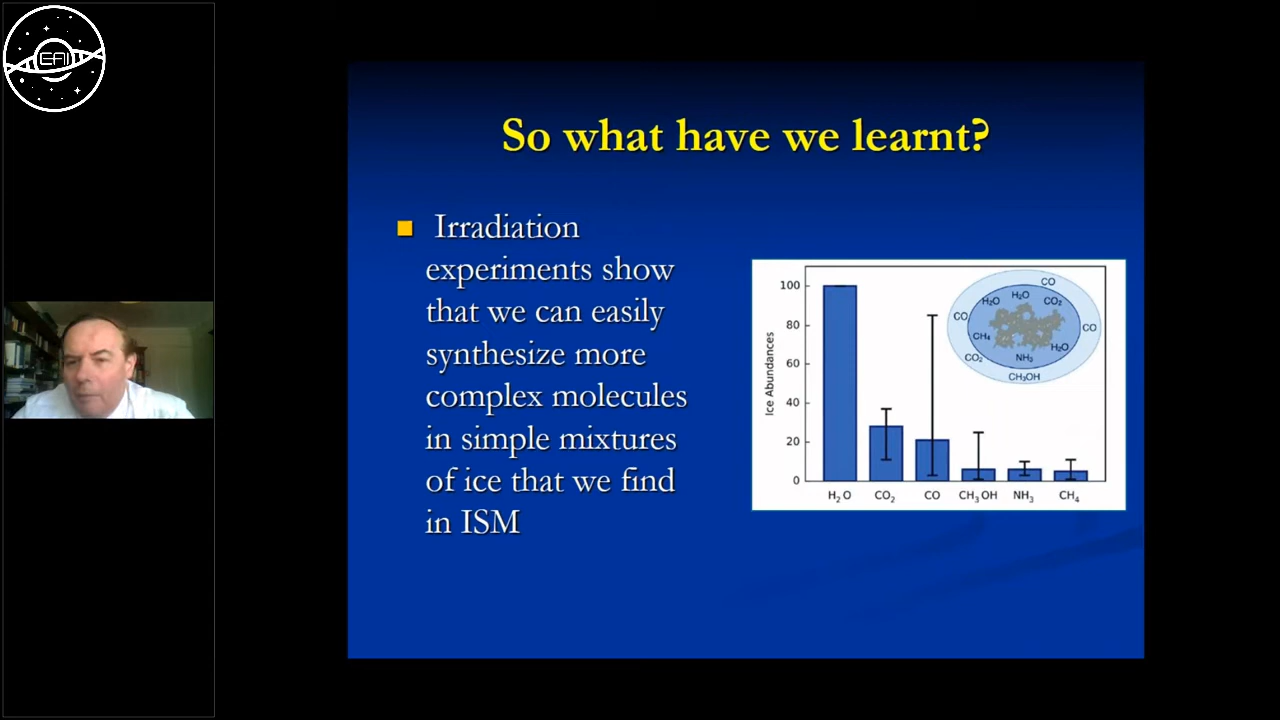 EAI
So what have we learnt?
Irradiation
experiments show
that we can easily
synthesize more
complex molecules
in simple mixtures
of ice that we find
in ISM
Ice Abundances
100
80
60
40
20
0
H₂O
CO₂
CO
CH₃OH
NH₃
CH₄
CO
H₂O
H₂O
CO₂
CO
CO
CH₄
H₂O
CO₂
NH₃
CH₃OH